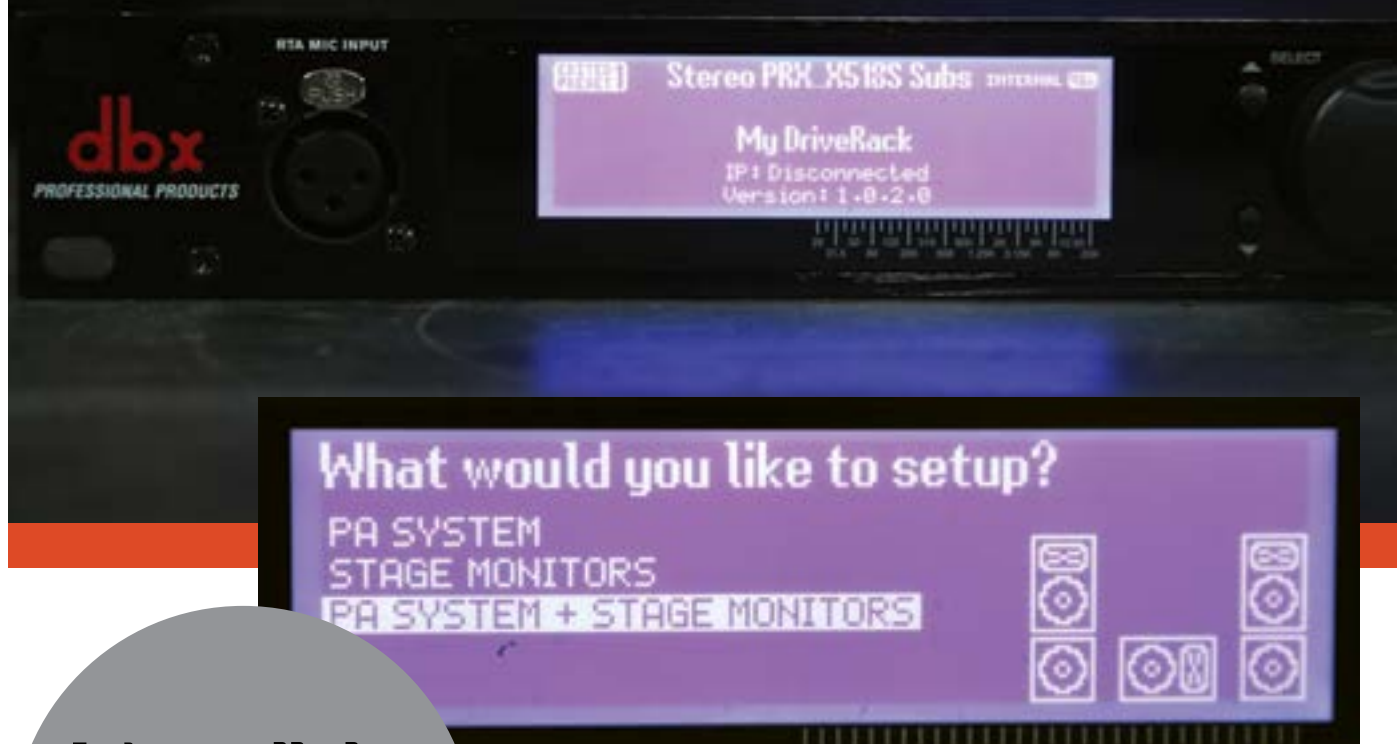 RTA MIC INPUT
SELECT
Stereo PRX_X518S Subs INTERNAL
dbx
My DriveRack
IP: Disconnected
PROFESSIONAL PRODUCTS
Version: 1.0.2.0
What would you like to setup?
PA SYSTEM
STAGE MONITORS
PA SYSTEM + STAGE MONITORS